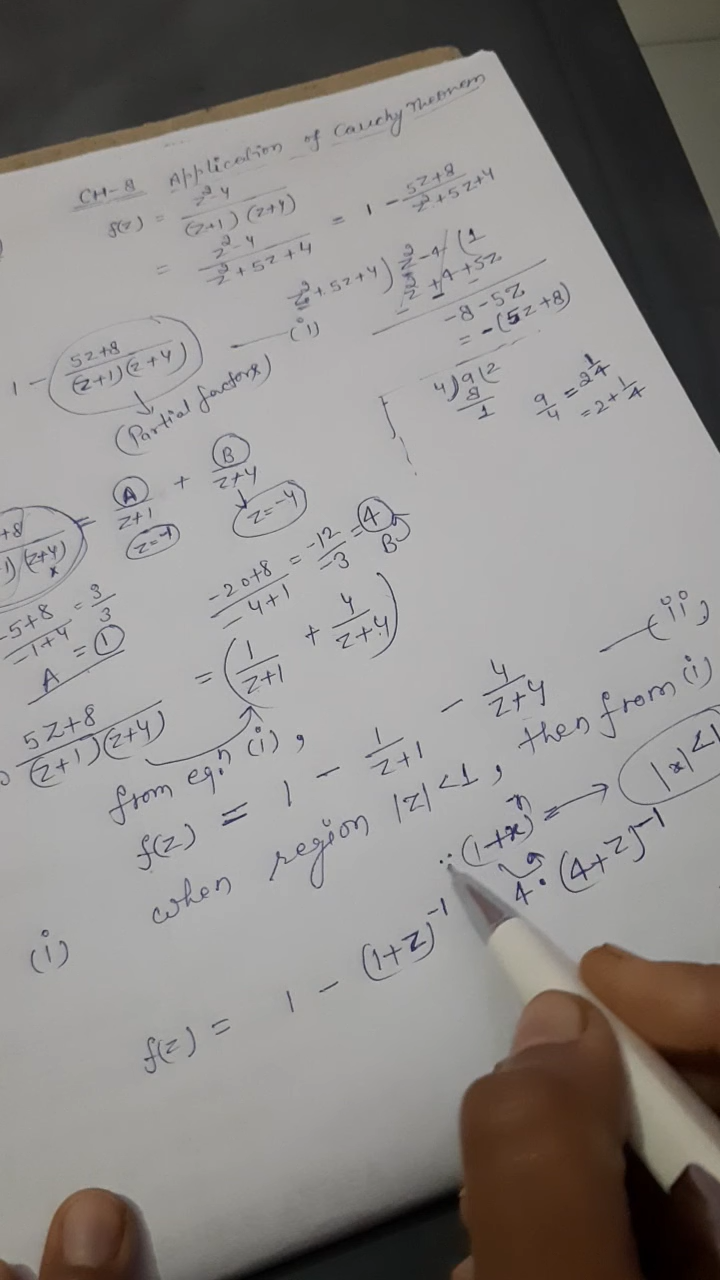 CH-8 Application of Cauchy Theorem
f(z) = z²-4 / (z+1)(z+4)
= z²-4 / z²+5z+4 = 1 - 5z+8 / z²+5z+4
z²+5z+4 ) z²-4 ( 1
z²+4+5z
- - -
-8-5z
= -(5z+8)
1 - 5z+8 / (z+1)(z+4) — (i)
(Partial factors)
4)9(2
8
1
9/4 = 2 1/4
= 2 + 1/4
+8 / 1)(z+4) = A / z+1 + B / z+4
z=-1 z=-4
-5+8 / -1+4 = 3/3
A = 1
-20+8 / -4+1 = -12 / -3 = 4
B
5z+8 / (z+1)(z+4) = (1 / z+1 + 4 / z+4)
from eqn (i),
f(z) = 1 - 1 / z+1 - 4 / z+4 — (ii)
(i) when region |z|<1, then from (i)
∵ (1+x)ⁿ → |x|<1
f(z) = 1 - (1+z)⁻¹ 4·(4+z)⁻¹